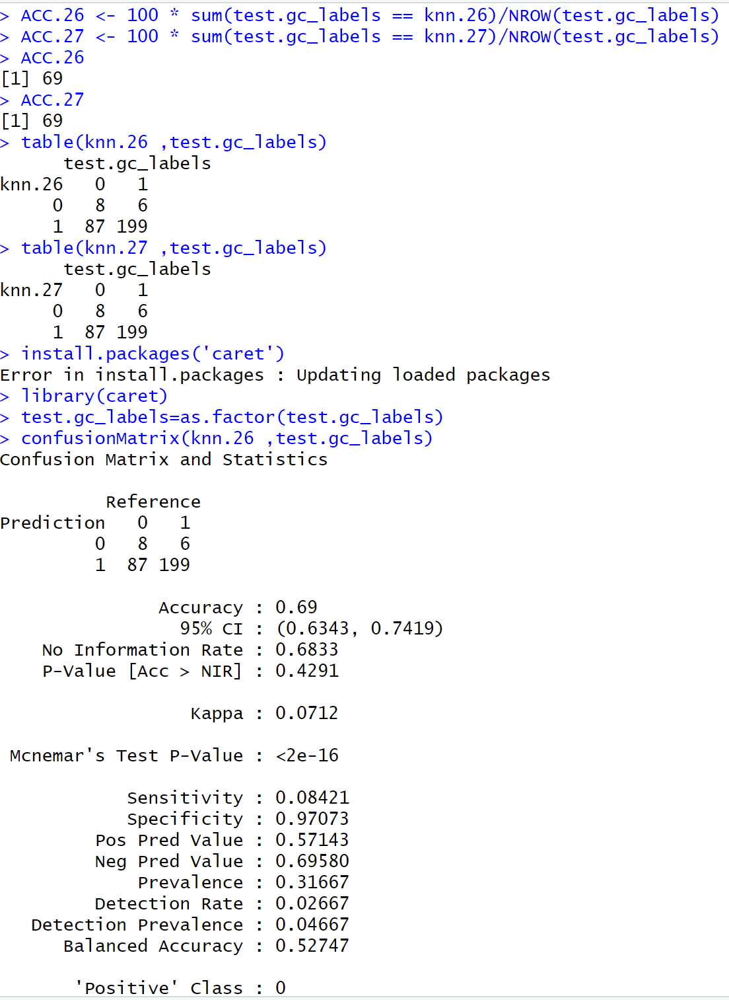 > ACC.26 <- 100 * sum(test.gc_labels == knn.26)/NROW(test.gc_labels)
> ACC.27 <- 100 * sum(test.gc_labels == knn.27)/NROW(test.gc_labels)
> ACC.26
[1] 69
> ACC.27
[1] 69
> table(knn.26 ,test.gc_labels)
      test.gc_labels
knn.26   0   1
     0   8   6
     1  87 199
> table(knn.27 ,test.gc_labels)
      test.gc_labels
knn.27   0   1
     0   8   6
     1  87 199
> install.packages('caret')
Error in install.packages : Updating loaded packages
> library(caret)
> test.gc_labels=as.factor(test.gc_labels)
> confusionMatrix(knn.26 ,test.gc_labels)
Confusion Matrix and Statistics

          Reference
Prediction   0   1
         0   8   6
         1  87 199

               Accuracy : 0.69
                 95% CI : (0.6343, 0.7419)
    No Information Rate : 0.6833
    P-Value [Acc > NIR] : 0.4291

                  Kappa : 0.0712

 Mcnemar's Test P-Value : <2e-16

            Sensitivity : 0.08421
            Specificity : 0.97073
         Pos Pred Value : 0.57143
         Neg Pred Value : 0.69580
             Prevalence : 0.31667
         Detection Rate : 0.02667
   Detection Prevalence : 0.04667
      Balanced Accuracy : 0.52747

       'Positive' Class : 0